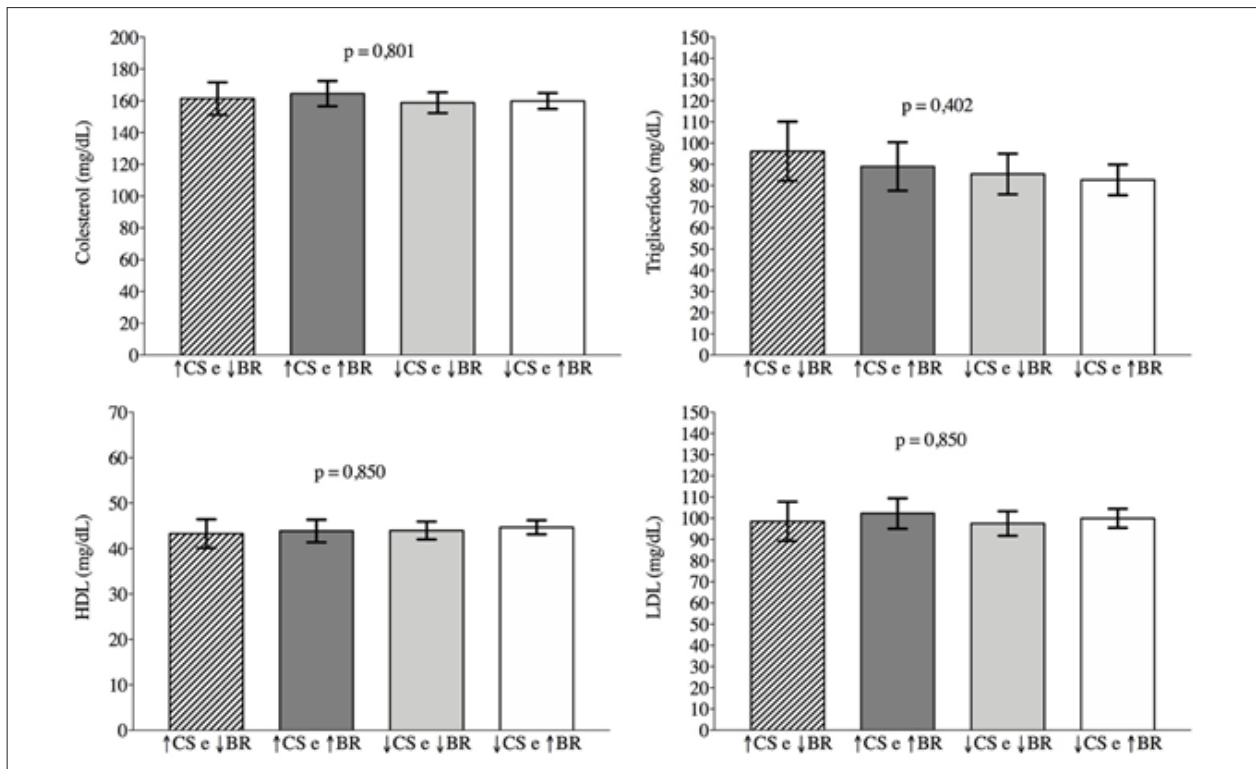 p = 0,801
Colesterol (mg/dL)
200
180
160
140
120
100
80
60
40
20
0
↑CS e ↓BR
↑CS e ↑BR
↓CS e ↓BR
↓CS e ↑BR
p = 0,402
Triglicerídeo (mg/dL)
150
140
130
120
110
100
90
80
70
60
50
40
30
20
10
0
↑CS e ↓BR
↑CS e ↑BR
↓CS e ↓BR
↓CS e ↑BR
p = 0,850
HDL (mg/dL)
70
60
50
40
30
20
10
0
↑CS e ↓BR
↑CS e ↑BR
↓CS e ↓BR
↓CS e ↑BR
p = 0,850
LDL (mg/dL)
150
140
130
120
110
100
90
80
70
60
50
40
30
20
10
0
↑CS e ↓BR
↑CS e ↑BR
↓CS e ↓BR
↓CS e ↑BR